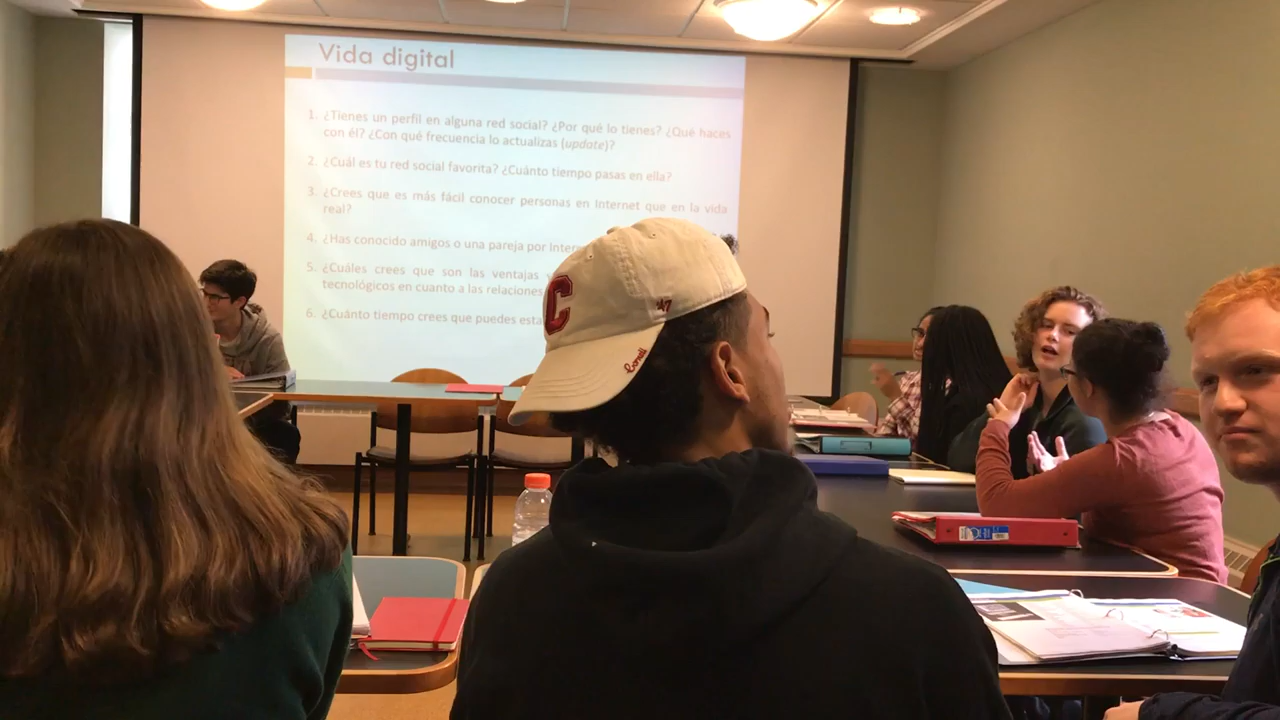 Vida digital
1. ¿Tienes un perfil en alguna red social? ¿Por qué lo tienes? ¿Qué haces
con él? ¿Con qué frecuencia lo actualizas (update)?
2. ¿Cuál es tu red social favorita? ¿Cuánto tiempo pasas en ella?
3. ¿Crees que es más fácil conocer personas en Internet que en la vida
real?
4. ¿Has conocido amigos o una pareja por Inter
5. ¿Cuáles crees que son las ventajas y
tecnológicos en cuanto a las relaciones
6. ¿Cuánto tiempo crees que puedes esta
C
'47
Cornell